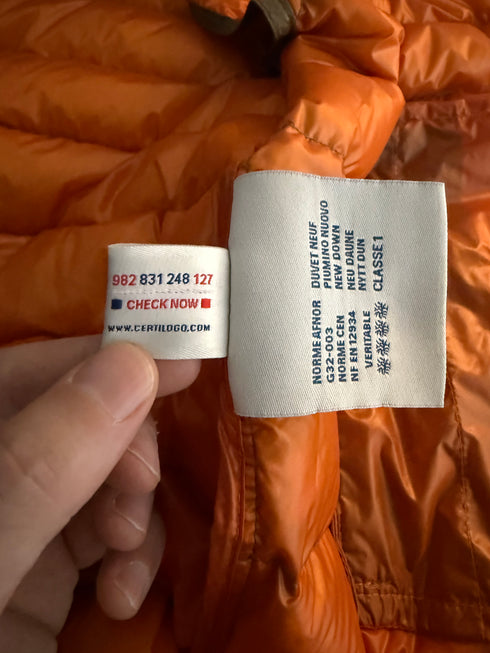 982 831 248 127
CHECK NOW
WWW.CERTILOGO.COM
NORME AFNOR DUVET NEUF
G32-003 PIUMINO NUOVO
NORME CEN NEW DOWN
NF EN 12934 NEU DAUNE
VERITABLE NYTT DUN
CLASSE 1